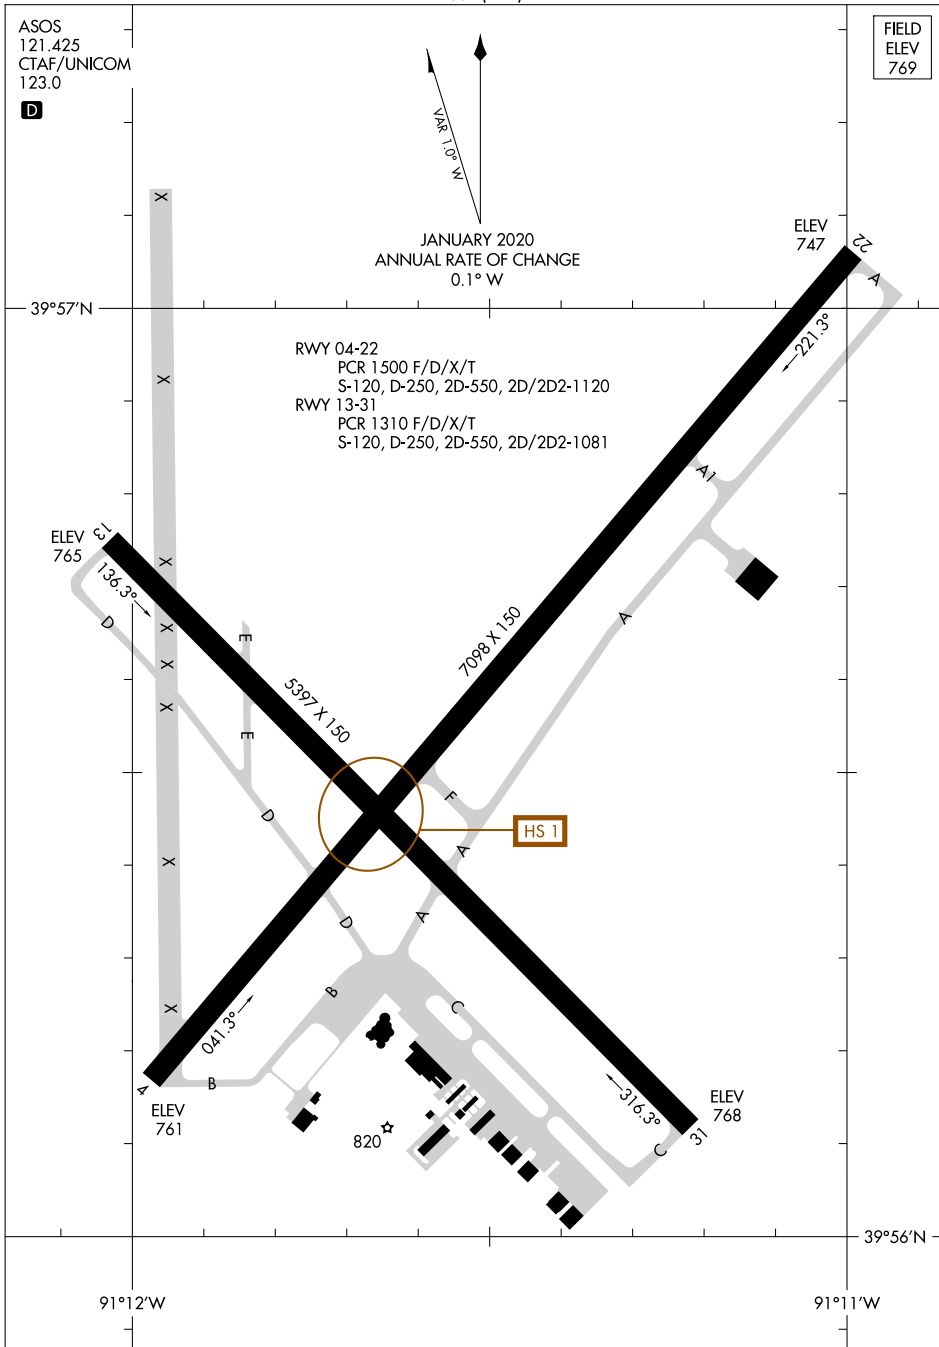 ASOS
121.425
CTAF/UNICOM
123.0
D
FIELD
ELEV
769
VAR 1.0° W
JANUARY 2020
ANNUAL RATE OF CHANGE
0.1° W
ELEV
747
22
A
39°57'N
221.3°
RWY 04-22
PCR 1500 F/D/X/T
S-120, D-250, 2D-550, 2D/2D2-1120
RWY 13-31
PCR 1310 F/D/X/T
S-120, D-250, 2D-550, 2D/2D2-1081
X
X
A1
13
ELEV
765
136.3°
X
D
X
E
X
A
7098 X 150
5397 X 150
X
E
F
D
HS 1
A
X
D
A
B
C
X
041.3°
B
4
ELEV
761
820
316.3°
ELEV
768
31
C
39°56'N
91°12'W
91°11'W